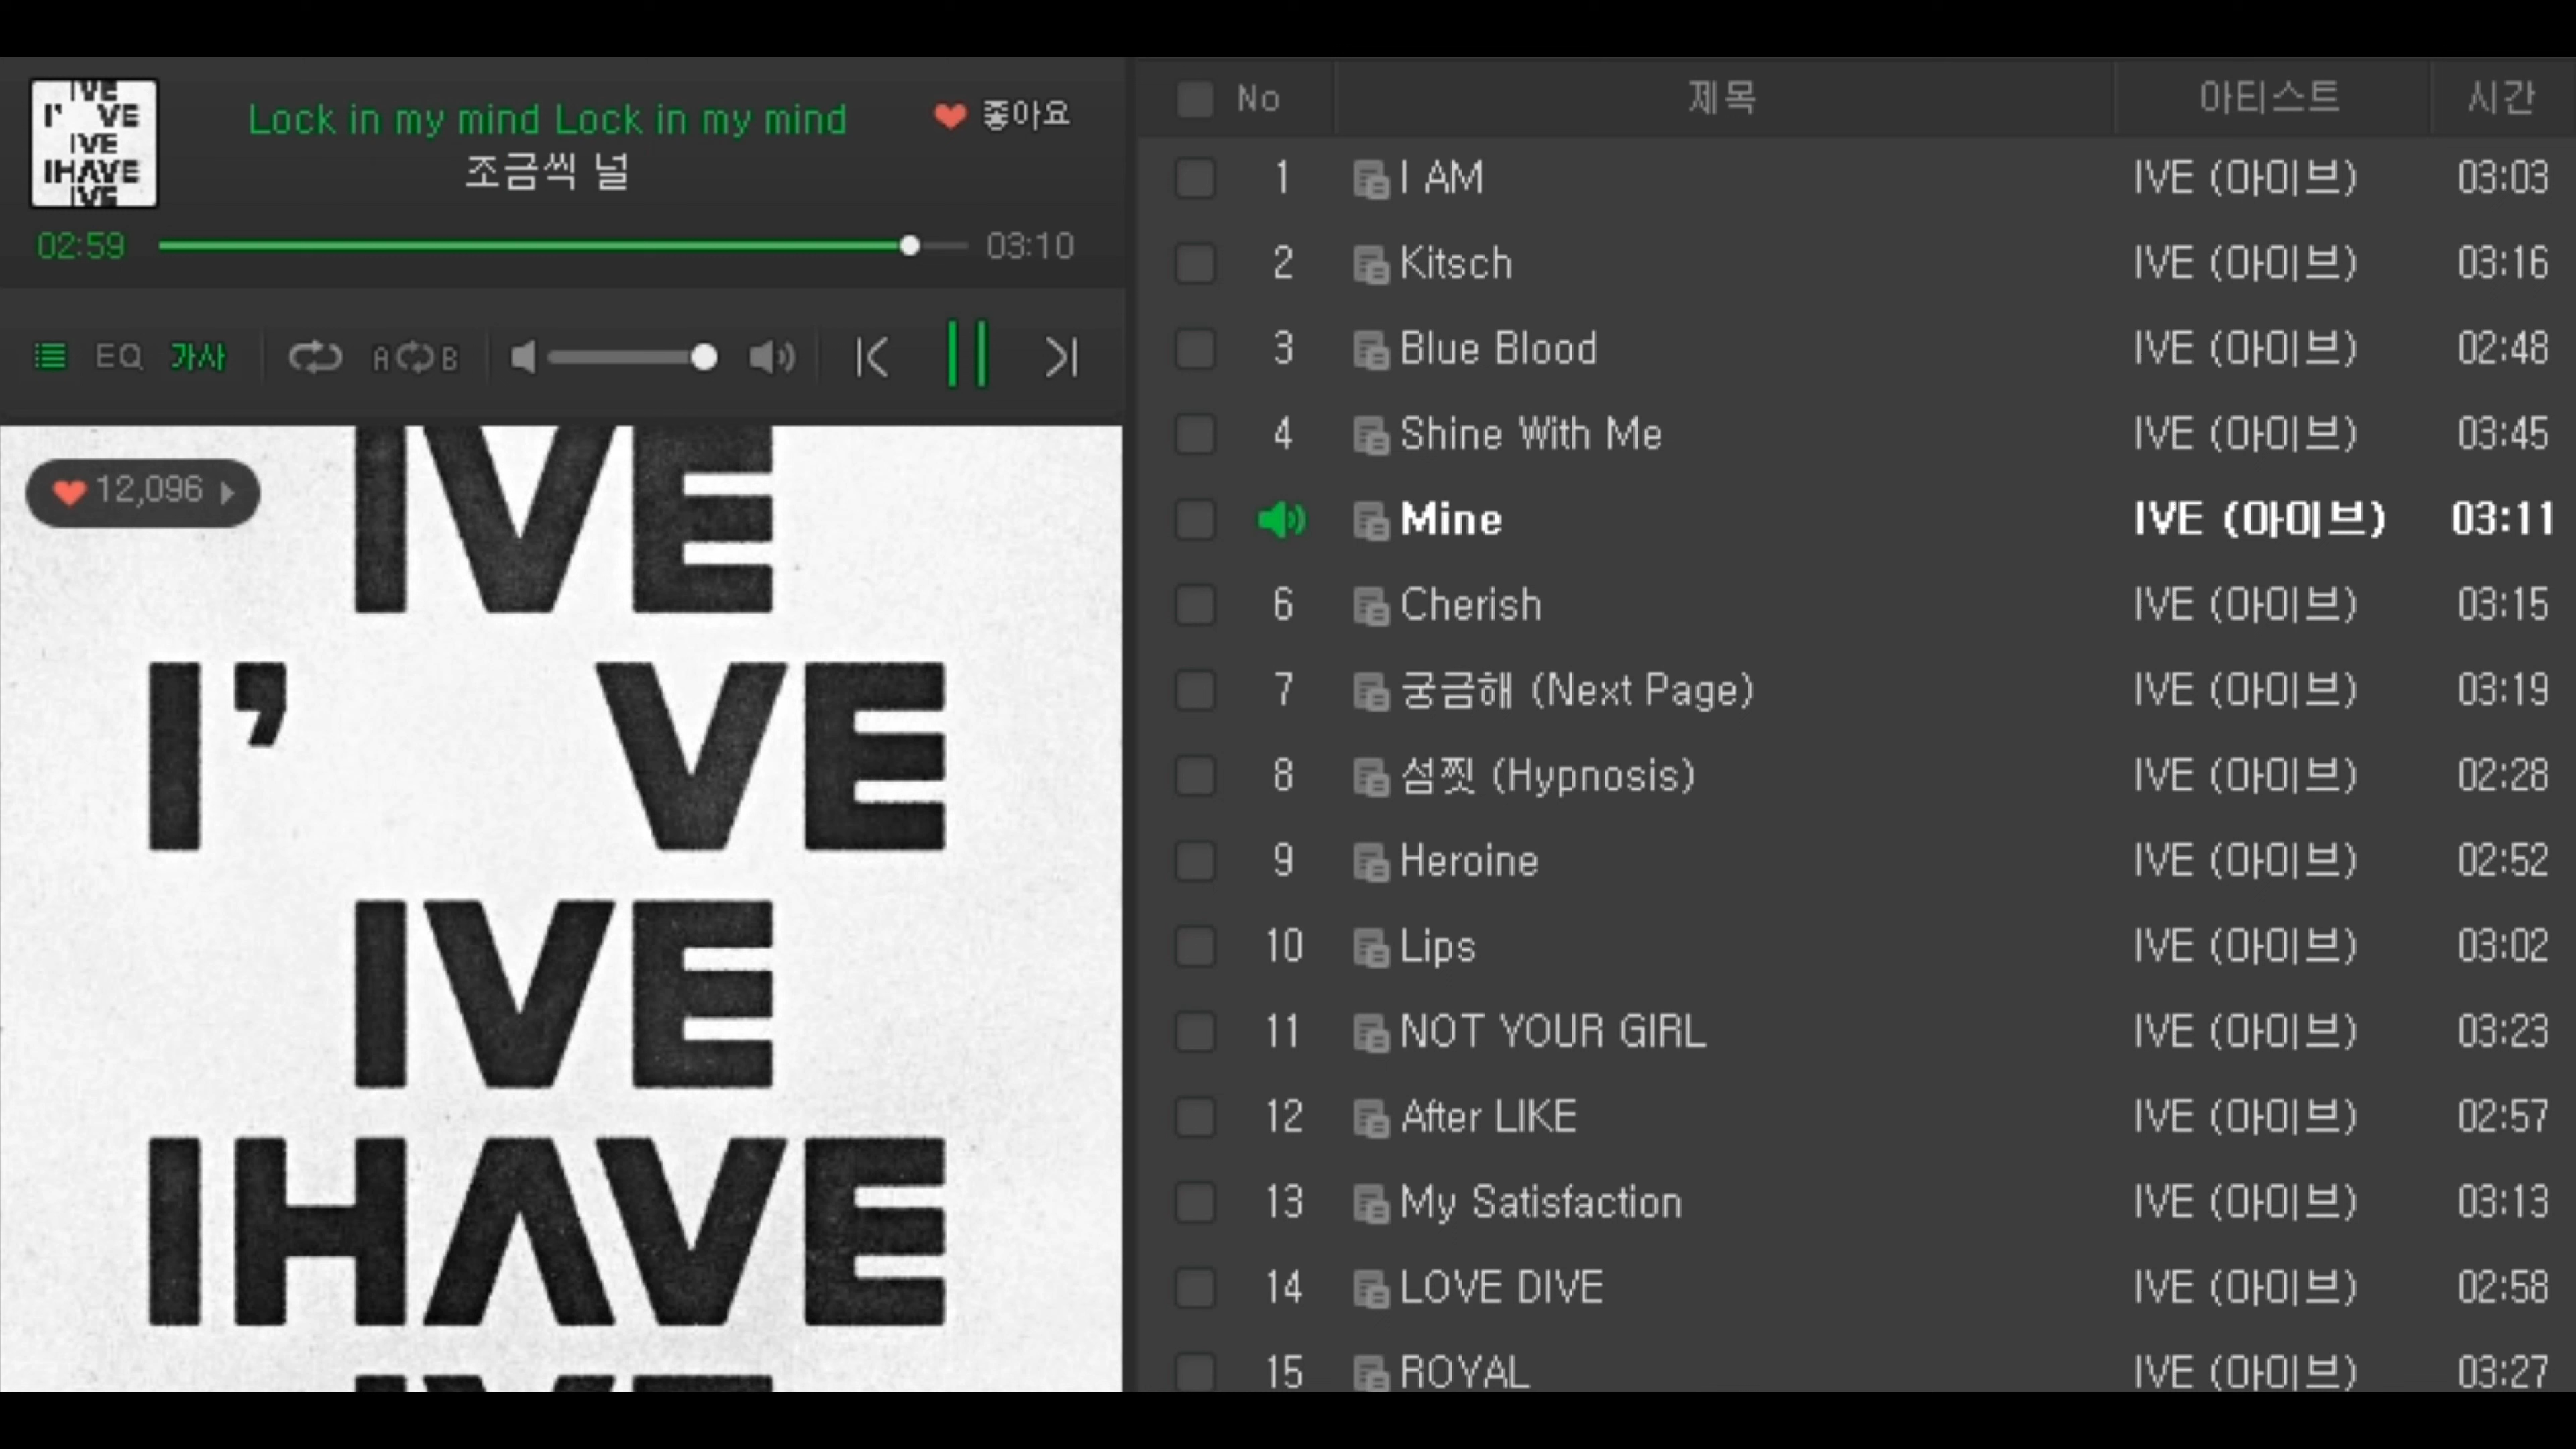 IVE
I' VE
IVE
IHAVE
IVE
Lock in my mind Lock in my mind
조금씩 널
좋아요
02:59
03:10
EQ 가사
A B
12,096
IVE
I' VE
IVE
IHAVE
No 제목 아티스트 시간
1 I AM IVE (아이브) 03:03
2 Kitsch IVE (아이브) 03:16
3 Blue Blood IVE (아이브) 02:48
4 Shine With Me IVE (아이브) 03:45
Mine IVE (아이브) 03:11
6 Cherish IVE (아이브) 03:15
7 궁금해 (Next Page) IVE (아이브) 03:19
8 섬찟 (Hypnosis) IVE (아이브) 02:28
9 Heroine IVE (아이브) 02:52
10 Lips IVE (아이브) 03:02
11 NOT YOUR GIRL IVE (아이브) 03:23
12 After LIKE IVE (아이브) 02:57
13 My Satisfaction IVE (아이브) 03:13
14 LOVE DIVE IVE (아이브) 02:58
15 ROYAL IVE (아이브) 03:27